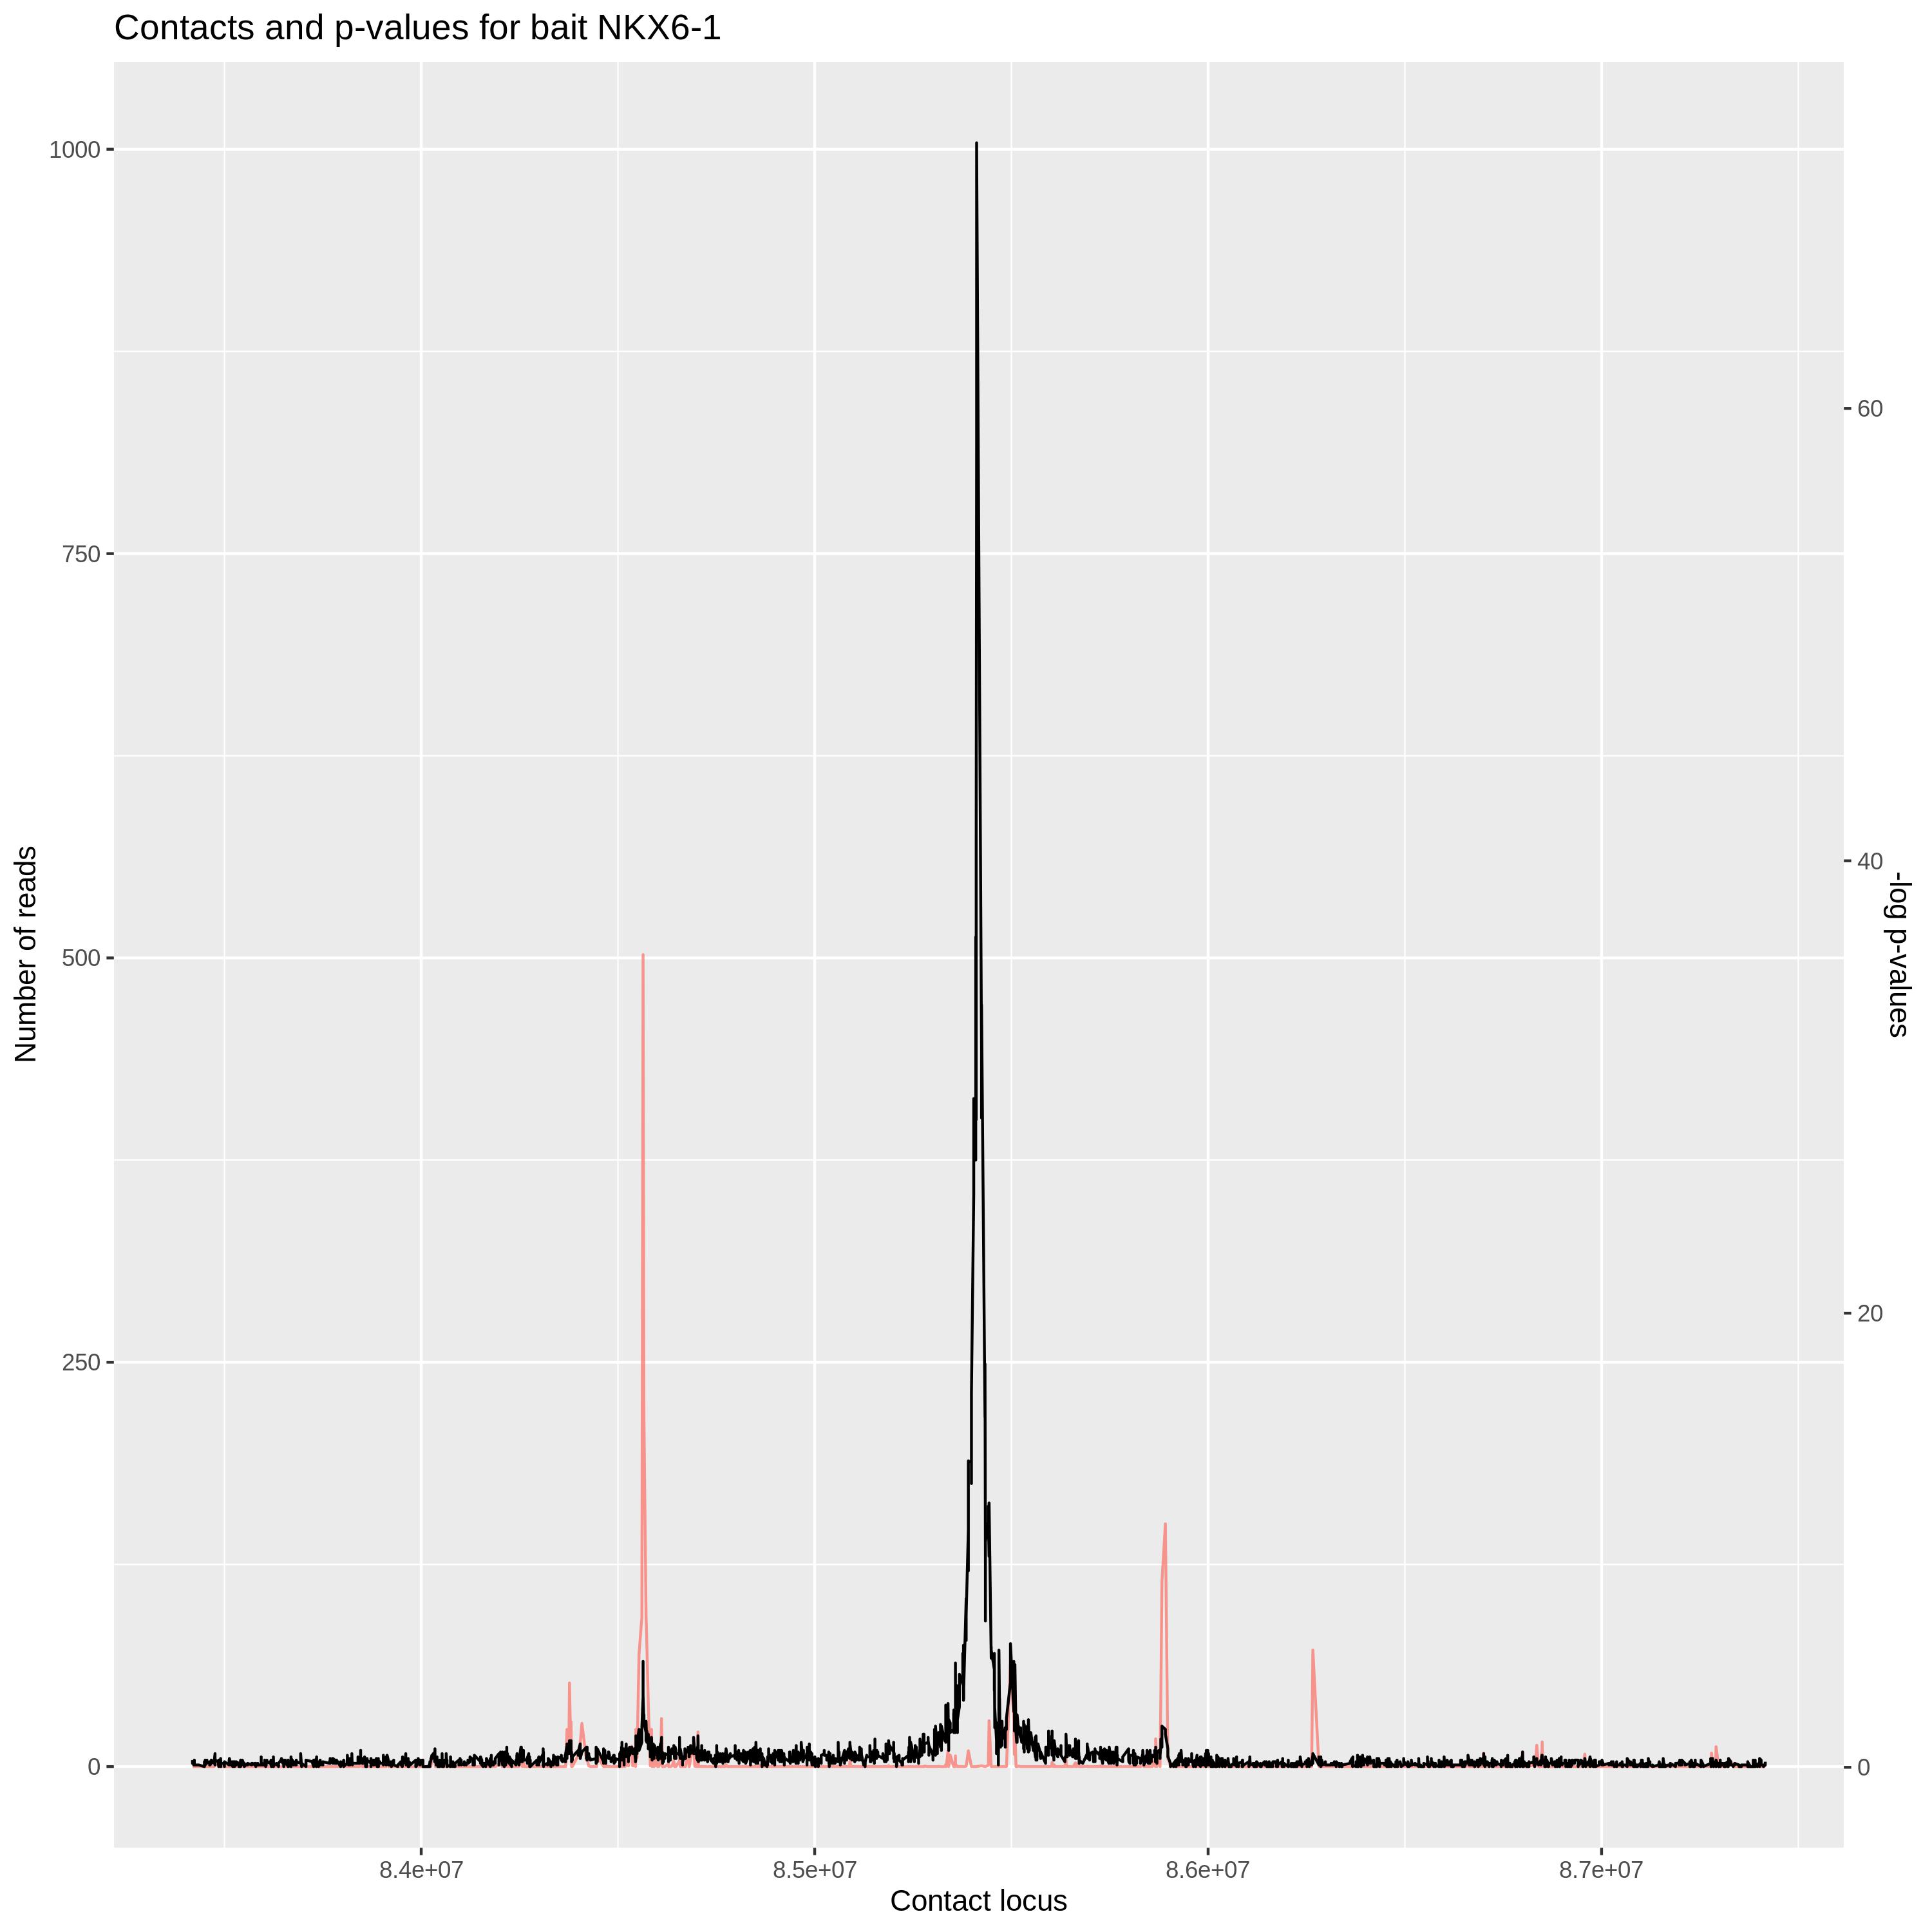 Contacts and p-values for bait NKX6-1
1000
750
500
250
0
Number of reads
60
40
20
0
-log p-values
8.4e+07
8.5e+07
8.6e+07
8.7e+07
Contact locus